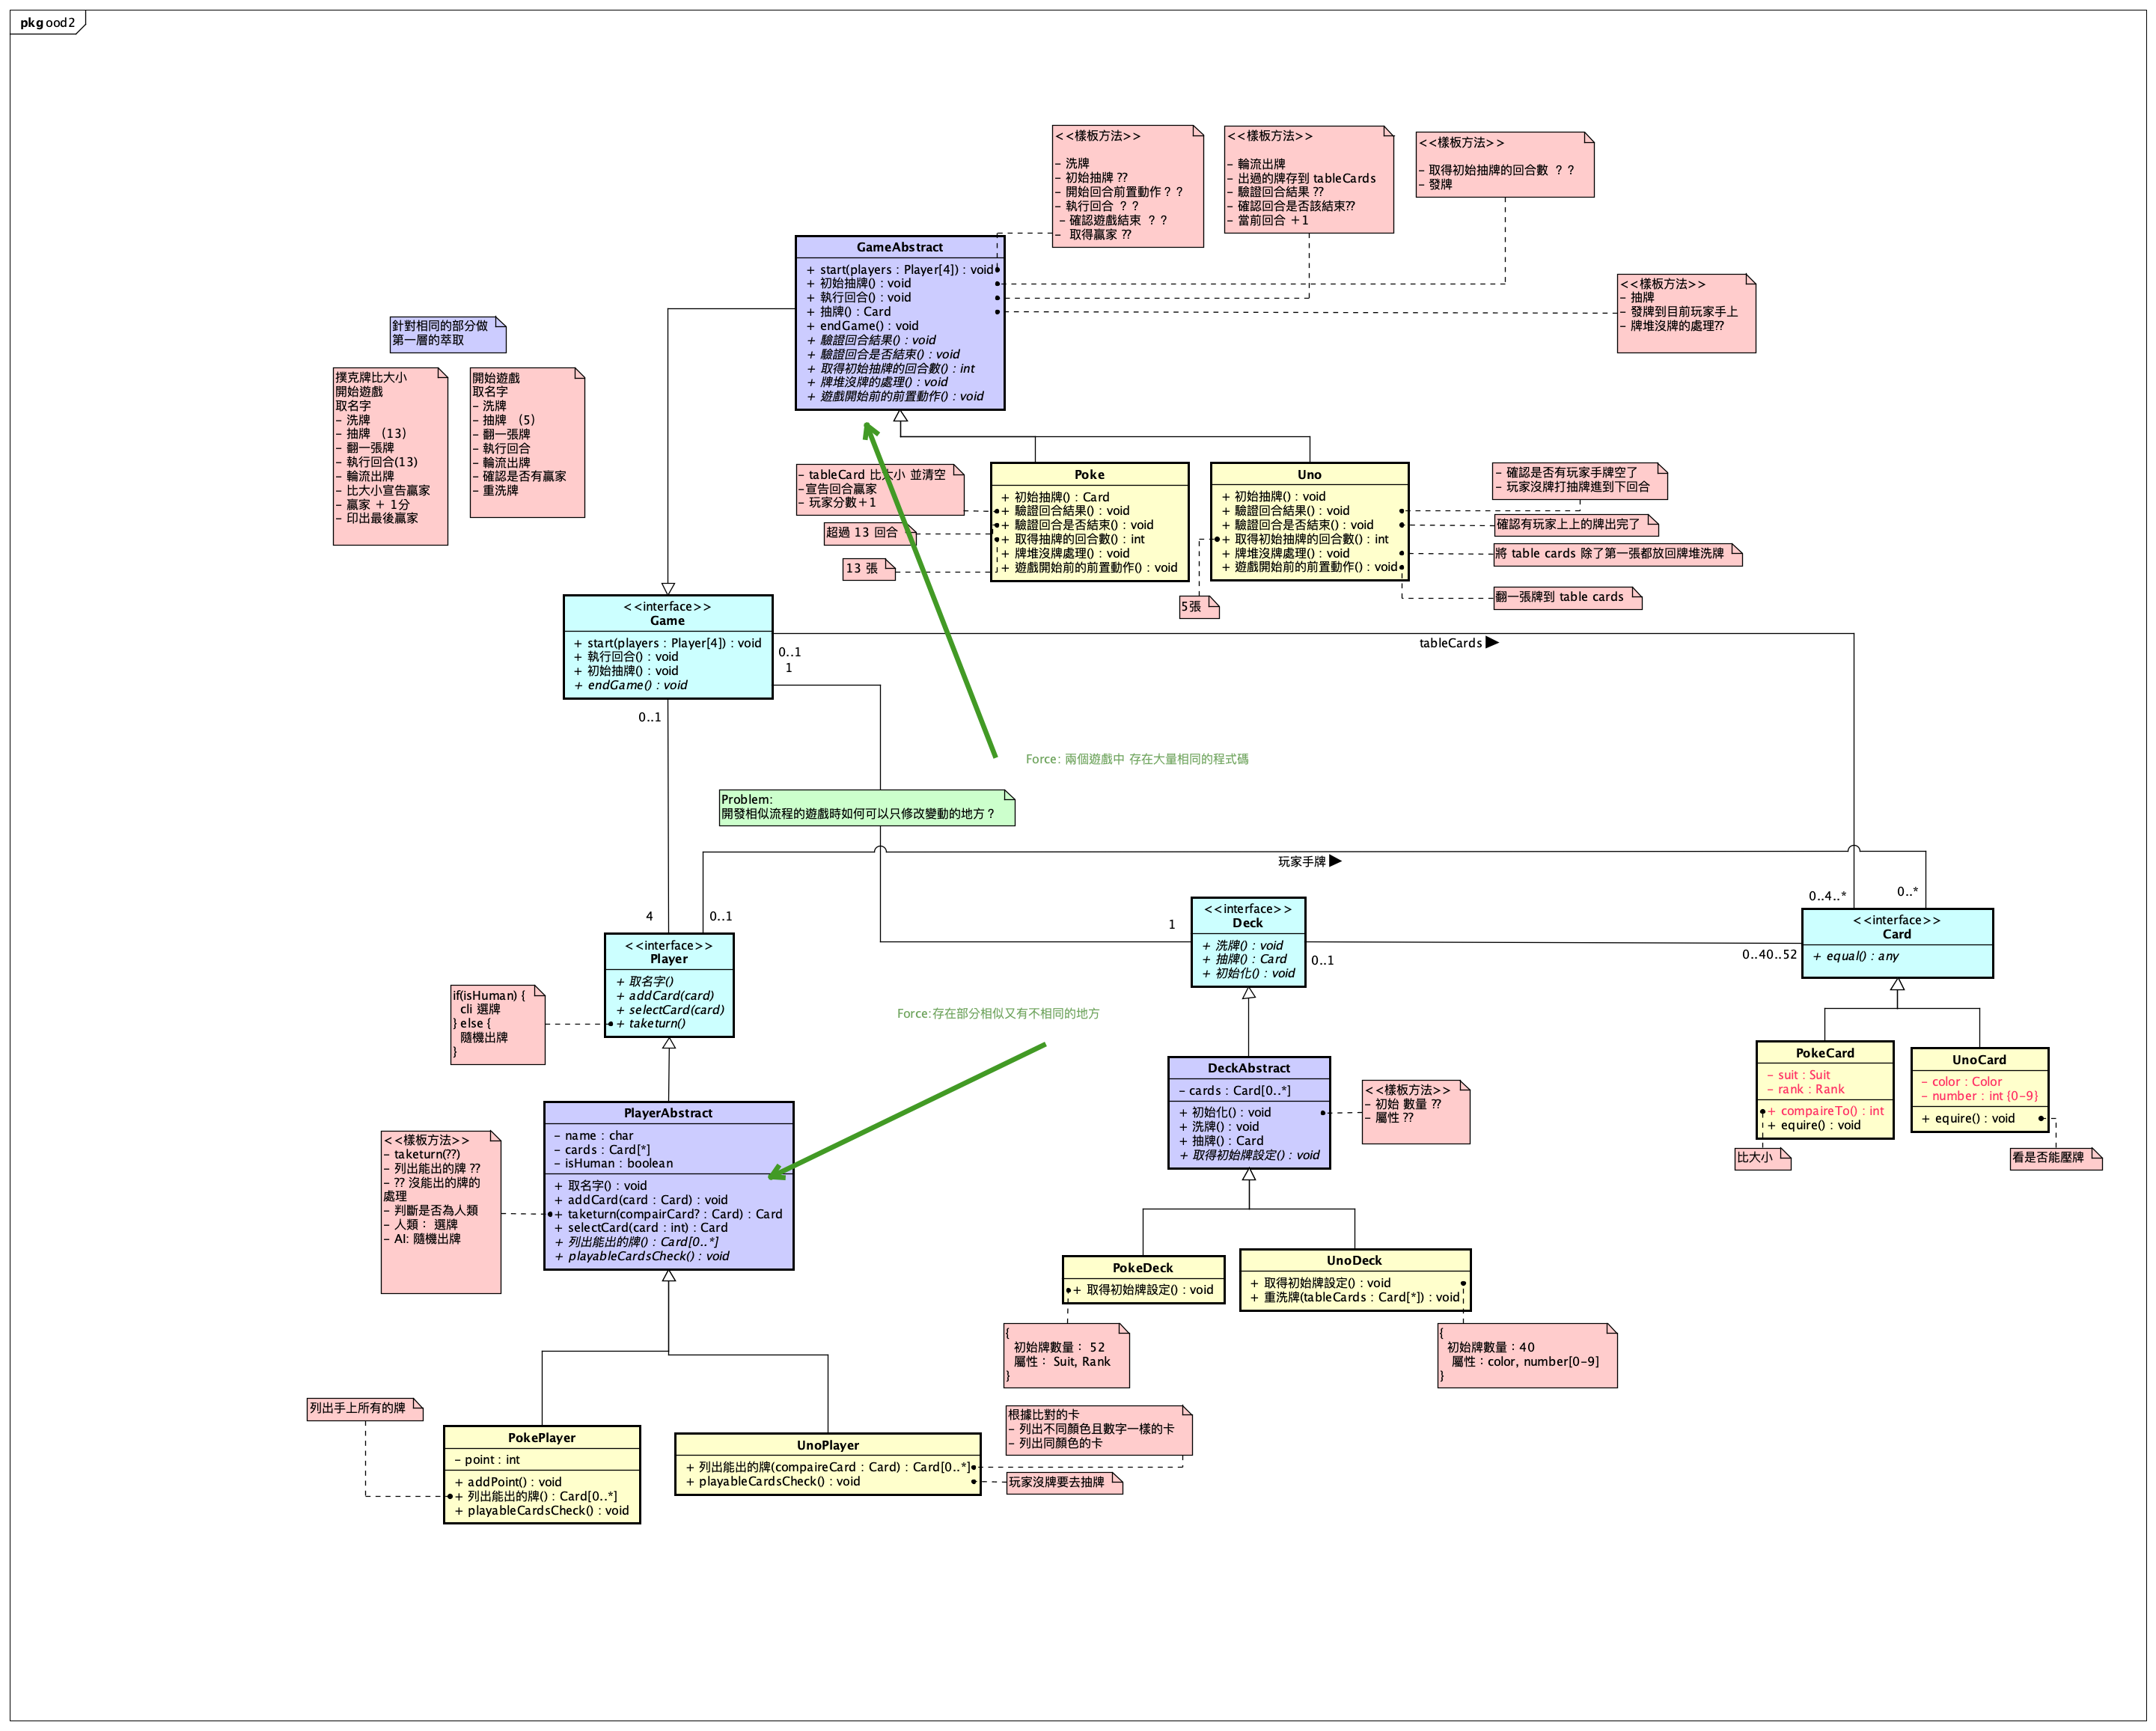 pkg ood2
<<樣板方法>>
– 洗牌
– 初始抽牌 ??
– 開始回合前置動作？？
– 執行回合 ？？
– 確認遊戲結束 ？？
– 取得贏家 ??
<<樣板方法>>
– 輪流出牌
– 出過的牌存到 tableCards
– 驗證回合結果 ??
– 確認回合是否該結束??
– 當前回合 +1
<<樣板方法>>
– 取得初始抽牌的回合數 ？？
– 發牌
<<樣板方法>>
– 抽牌
– 發牌到目前玩家手上
– 牌堆沒牌的處理??
GameAbstract
+ start(players : Player[4]) : void
+ 初始抽牌() : void
+ 執行回合() : void
+ 抽牌() : Card
+ endGame() : void
+ 驗證回合結果() : void
+ 驗證回合是否結束() : void
+ 取得初始抽牌的回合數() : int
+ 牌堆沒牌的處理() : void
+ 遊戲開始前的前置動作() : void
針對相同的部分做
第一層的萃取
撲克牌比大小
開始遊戲
取名字
– 洗牌
– 抽牌 (13)
– 翻一張牌
– 執行回合(13)
– 輪流出牌
– 比大小宣告贏家
– 贏家 + 1分
– 印出最後贏家
開始遊戲
取名字
– 洗牌
– 抽牌 (5)
– 翻一張牌
– 執行回合
– 輪流出牌
– 確認是否有贏家
– 重洗牌
– tableCard 比大小 並清空
–宣告回合贏家
– 玩家分數+1
超過 13 回合
13 張
Poke
+ 初始抽牌() : Card
+ 驗證回合結果() : void
+ 驗證回合是否結束() : void
+ 取得抽牌的回合數() : int
+ 牌堆沒牌處理() : void
+ 遊戲開始前的前置動作() : void
Uno
+ 初始抽牌() : void
+ 驗證回合結果() : void
+ 驗證回合是否結束() : void
+ 取得初始抽牌的回合數() : int
+ 牌堆沒牌處理() : void
+ 遊戲開始前的前置動作() : void
– 確認是否有玩家手牌空了
– 玩家沒牌打抽牌進到下回合
確認有玩家上上的牌出完了
將 table cards 除了第一張都放回牌堆洗牌
翻一張牌到 table cards
5張
<<interface>>
Game
+ start(players : Player[4]) : void
+ 執行回合() : void
+ 初始抽牌() : void
+ endGame() : void
0..1
1
tableCards
0..1
Force: 兩個遊戲中 存在大量相同的程式碼
Problem:
開發相似流程的遊戲時如何可以只修改變動的地方？
玩家手牌
4
0..1
1
0..4..*
0..*
<<interface>>
Deck
+ 洗牌() : void
+ 抽牌() : Card
+ 初始化() : void
0..1
0..40..52
<<interface>>
Card
+ equal() : any
<<interface>>
Player
+ 取名字()
+ addCard(card)
+ selectCard(card)
+ taketurn()
if(isHuman) {
cli 選牌
} else {
隨機出牌
}
Force:存在部分相似又有不相同的地方
PlayerAbstract
– name : char
– cards : Card[*]
– isHuman : boolean
+ 取名字() : void
+ addCard(card : Card) : void
+ taketurn(compairCard? : Card) : Card
+ selectCard(card : int) : Card
+ 列出能出的牌() : Card[0..*]
+ playableCardsCheck() : void
<<樣板方法>>
– taketurn(??)
– 列出能出的牌 ??
– ?? 沒能出的牌的
處理
– 判斷是否為人類
– 人類： 選牌
– AI: 隨機出牌
DeckAbstract
– cards : Card[0..*]
+ 初始化() : void
+ 洗牌() : void
+ 抽牌() : Card
+ 取得初始牌設定() : void
<<樣板方法>>
– 初始 數量 ??
– 屬性 ??
PokeCard
– suit : Suit
– rank : Rank
+ compaireTo() : int
+ equire() : void
UnoCard
– color : Color
– number : int {0–9}
+ equire() : void
比大小
看是否能壓牌
PokeDeck
+ 取得初始牌設定() : void
UnoDeck
+ 取得初始牌設定() : void
+ 重洗牌(tableCards : Card[*]) : void
{
初始牌數量： 52
屬性： Suit, Rank
}
{
初始牌數量：40
屬性：color, number[0–9]
}
列出手上所有的牌
PokePlayer
– point : int
+ addPoint() : void
+ 列出能出的牌() : Card[0..*]
+ playableCardsCheck() : void
UnoPlayer
+ 列出能出的牌(compaireCard : Card) : Card[0..*]
+ playableCardsCheck() : void
根據比對的卡
– 列出不同顏色且數字一樣的卡
– 列出同顏色的卡
玩家沒牌要去抽牌